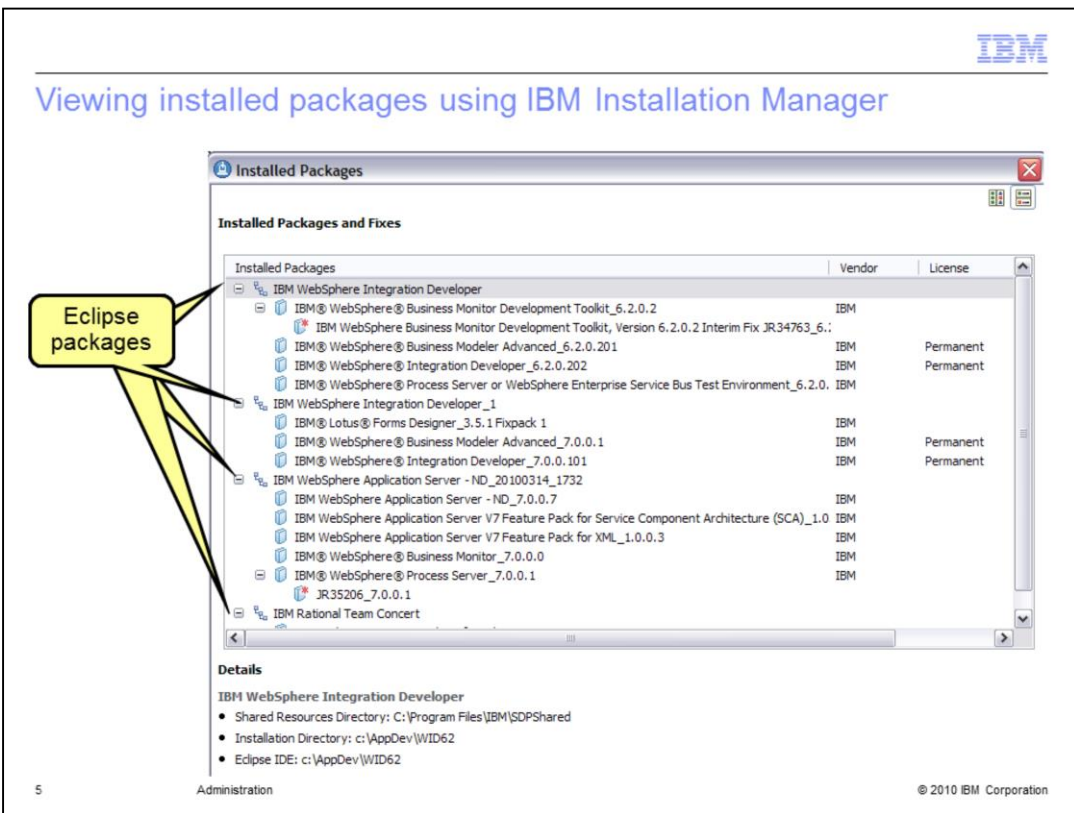 IBM
Viewing installed packages using IBM Installation Manager
Installed Packages
Installed Packages and Fixes
Installed Packages Vendor License
IBM WebSphere Integration Developer
IBM® WebSphere® Business Monitor Development Toolkit_6.2.0.2 IBM
IBM WebSphere Business Monitor Development Toolkit, Version 6.2.0.2 Interim Fix JR34763_6.
Eclipse
packages
IBM® WebSphere® Business Modeler Advanced_6.2.0.201 IBM Permanent
IBM® WebSphere® Integration Developer_6.2.0.202 IBM Permanent
IBM® WebSphere® Process Server or WebSphere Enterprise Service Bus Test Environment_6.2.0. IBM
IBM WebSphere Integration Developer_1
IBM® Lotus® Forms Designer_3.5.1 Fixpack 1 IBM
IBM® WebSphere® Business Modeler Advanced_7.0.0.1 IBM Permanent
IBM® WebSphere® Integration Developer_7.0.0.101 IBM Permanent
IBM WebSphere Application Server - ND_20100314_1732
IBM WebSphere Application Server - ND_7.0.0.7 IBM
IBM WebSphere Application Server V7 Feature Pack for Service Component Architecture (SCA)_1.0 IBM
IBM WebSphere Application Server V7 Feature Pack for XML_1.0.0.3 IBM
IBM® WebSphere® Business Monitor_7.0.0.0 IBM
IBM® WebSphere® Process Server_7.0.0.1 IBM
JR35206_7.0.0.1
IBM Rational Team Concert
Details
IBM WebSphere Integration Developer
• Shared Resources Directory: C:\Program Files\IBM\SDPShared
• Installation Directory: c:\AppDev\WID62
• Eclipse IDE: c:\AppDev\WID62
5 Administration © 2010 IBM Corporation